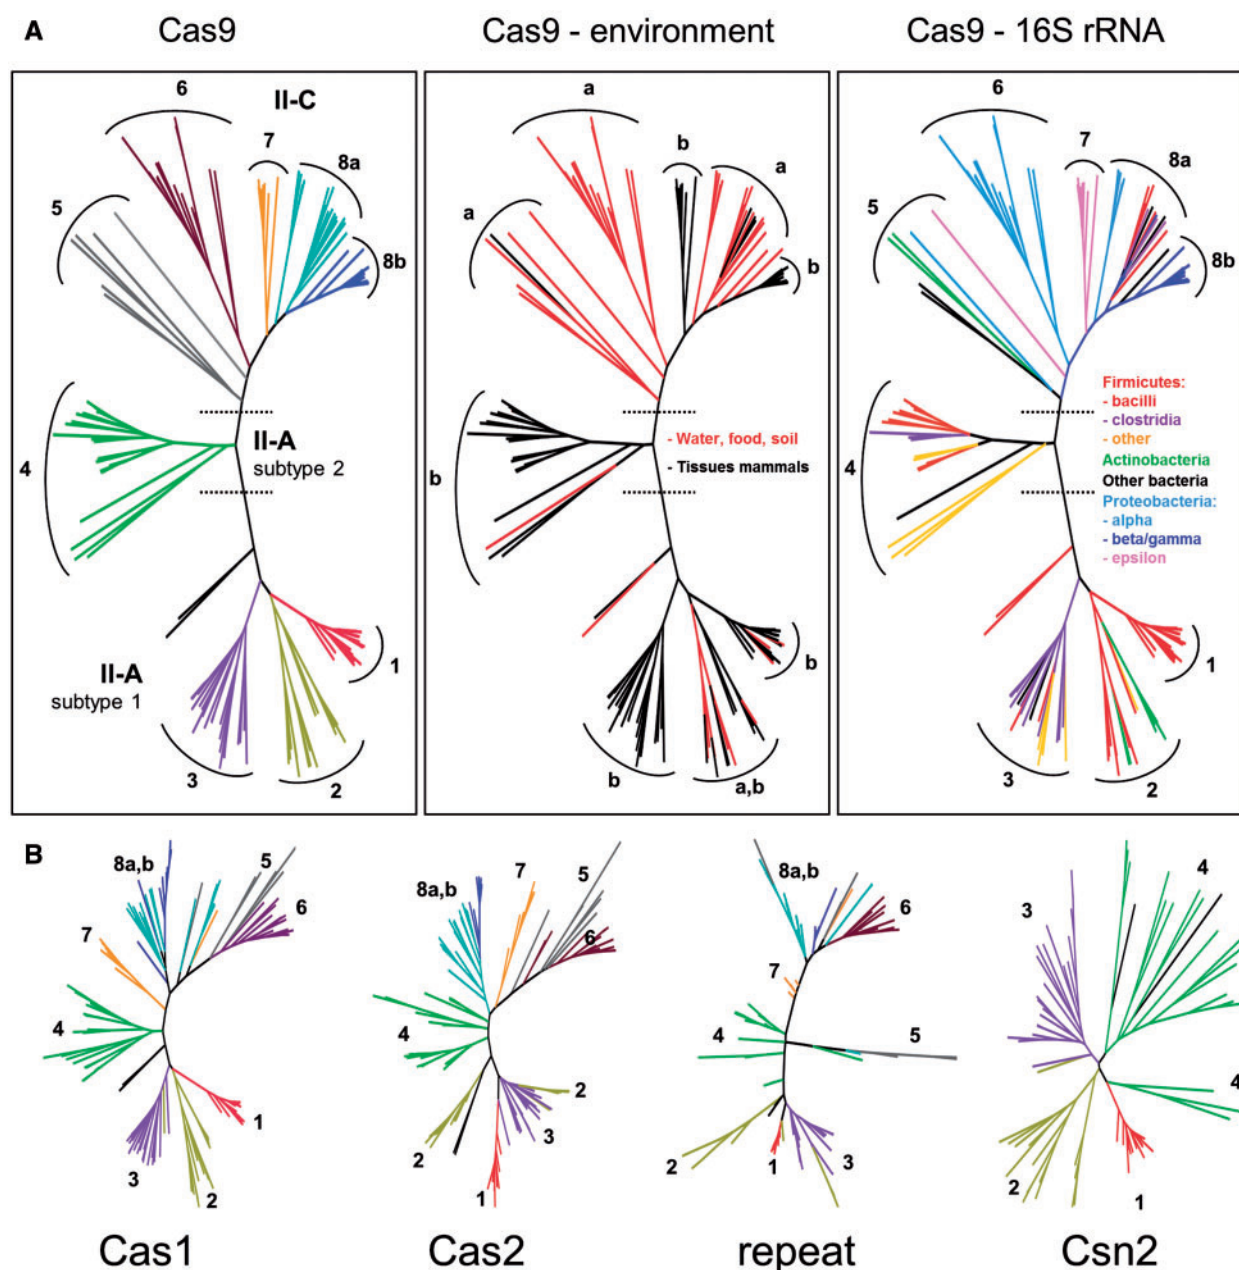 A
Cas9
Cas9 - environment
Cas9 - 16S rRNA
6
II-C
7
8a
5
8b
4
II-A
subtype 2
II-A
subtype 1
1
3
2
a
b
a
a
b
b
- Water, food, soil
- Tissues mammals
b
b
a,b
6
7
8a
5
8b
4
Firmicutes:
- bacilli
- clostridia
- other
Actinobacteria
Other bacteria
Proteobacteria:
- alpha
- beta/gamma
- epsilon
1
3
2
B
8a,b
5
6
7
4
3
1
2
8a,b
7
5
6
4
2
3
2
1
8a,b
6
7
4
5
2
1
3
3
4
4
2
1
Cas1
Cas2
repeat
Csn2